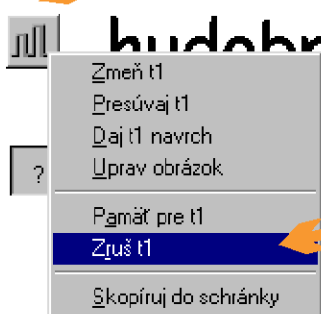 hudobn
Zmeň t1
Presúvaj t1
Daj t1 navrch
Uprav obrázok
?
Pamäť pre t1
Zruš t1
Skopíruj do schránky